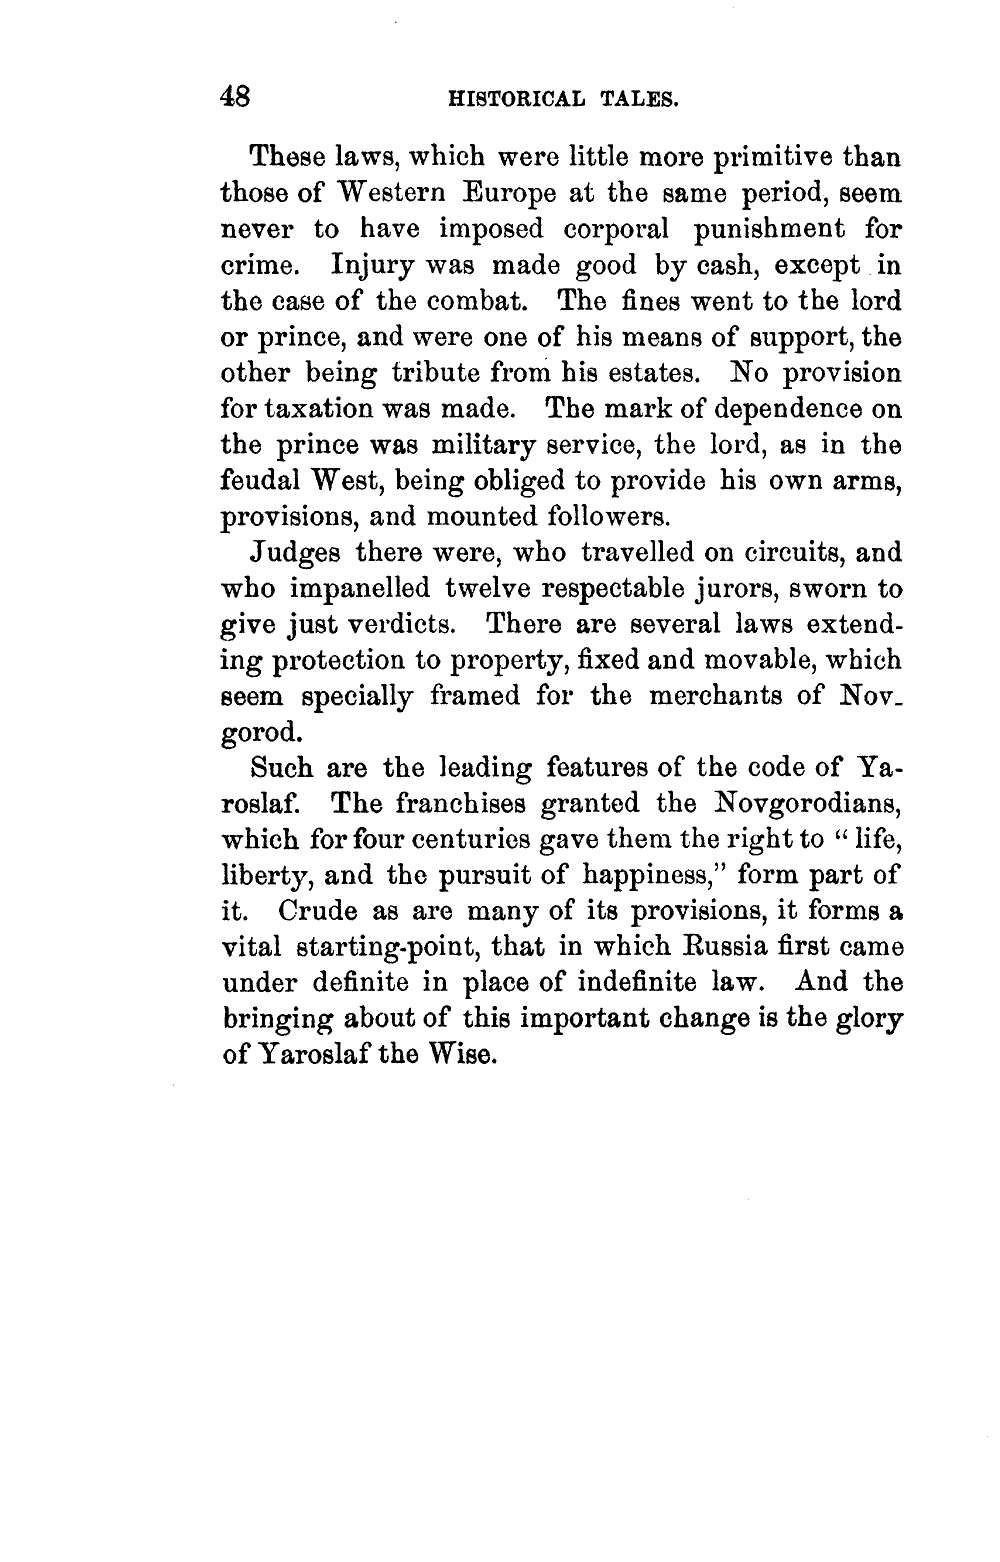 48 HISTORICAL TALES.
These laws, which were little more primitive than
those of Western Europe at the same period, seem
never to have imposed corporal punishment for
crime. Injury was made good by cash, except in
the case of the combat. The fines went to the lord
or prince, and were one of his means of support, the
other being tribute from his estates. No provision
for taxation was made. The mark of dependence on
the prince was military service, the lord, as in the
feudal West, being obliged to provide his own arms,
provisions, and mounted followers.
Judges there were, who travelled on circuits, and
who impanelled twelve respectable jurors, sworn to
give just verdicts. There are several laws extend-
ing protection to property, fixed and movable, which
seem specially framed for the merchants of Nov-
gorod.
Such are the leading features of the code of Ya-
roslaf. The franchises granted the Novgorodians,
which for four centuries gave them the right to “ life,
liberty, and the pursuit of happiness,” form part of
it. Crude as are many of its provisions, it forms a
vital starting-point, that in which Russia first came
under definite in place of indefinite law. And the
bringing about of this important change is the glory
of Yaroslaf the Wise.